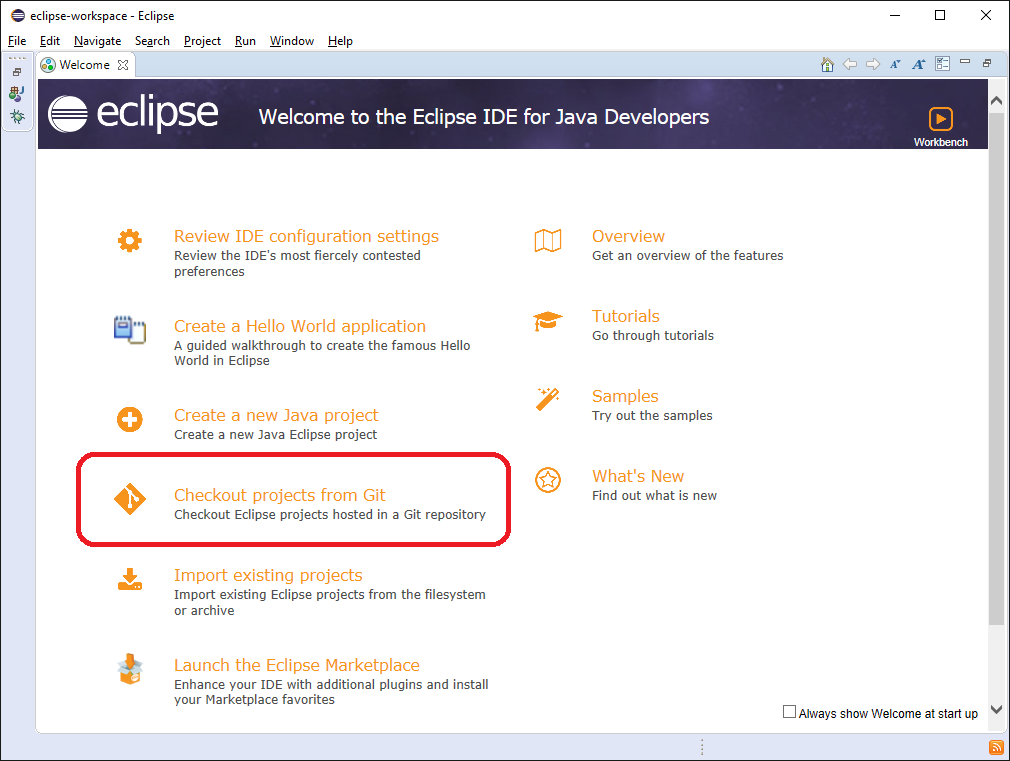 eclipse-workspace - Eclipse
File Edit Navigate Search Project Run Window Help
Welcome
eclipse
Welcome to the Eclipse IDE for Java Developers
Workbench
Review IDE configuration settings
Review the IDE's most fiercely contested
preferences
Create a Hello World application
A guided walkthrough to create the famous Hello
World in Eclipse
Create a new Java project
Create a new Java Eclipse project
Checkout projects from Git
Checkout Eclipse projects hosted in a Git repository
Import existing projects
Import existing Eclipse projects from the filesystem
or archive
Launch the Eclipse Marketplace
Enhance your IDE with additional plugins and install
your Marketplace favorites
Overview
Get an overview of the features
Tutorials
Go through tutorials
Samples
Try out the samples
What's New
Find out what is new
Always show Welcome at start up